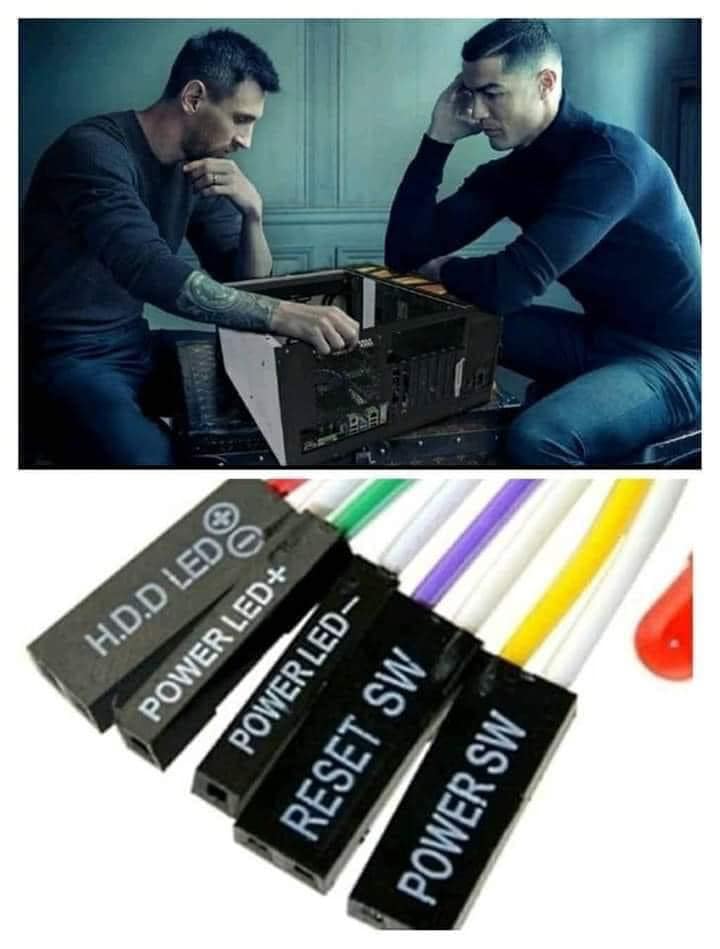 H.D.D LED
+
-
POWER LED+
POWER LED-
RESET SW
POWER SW